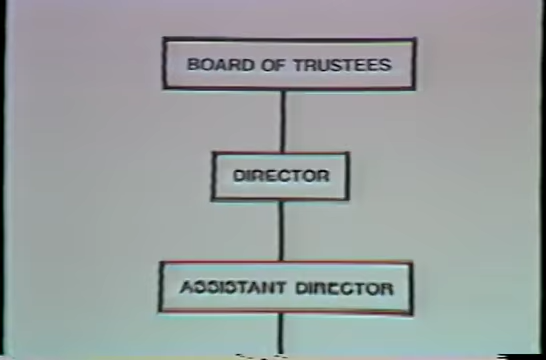 BOARD OF TRUSTEES
DIRECTOR
ASSISTANT DIRECTOR